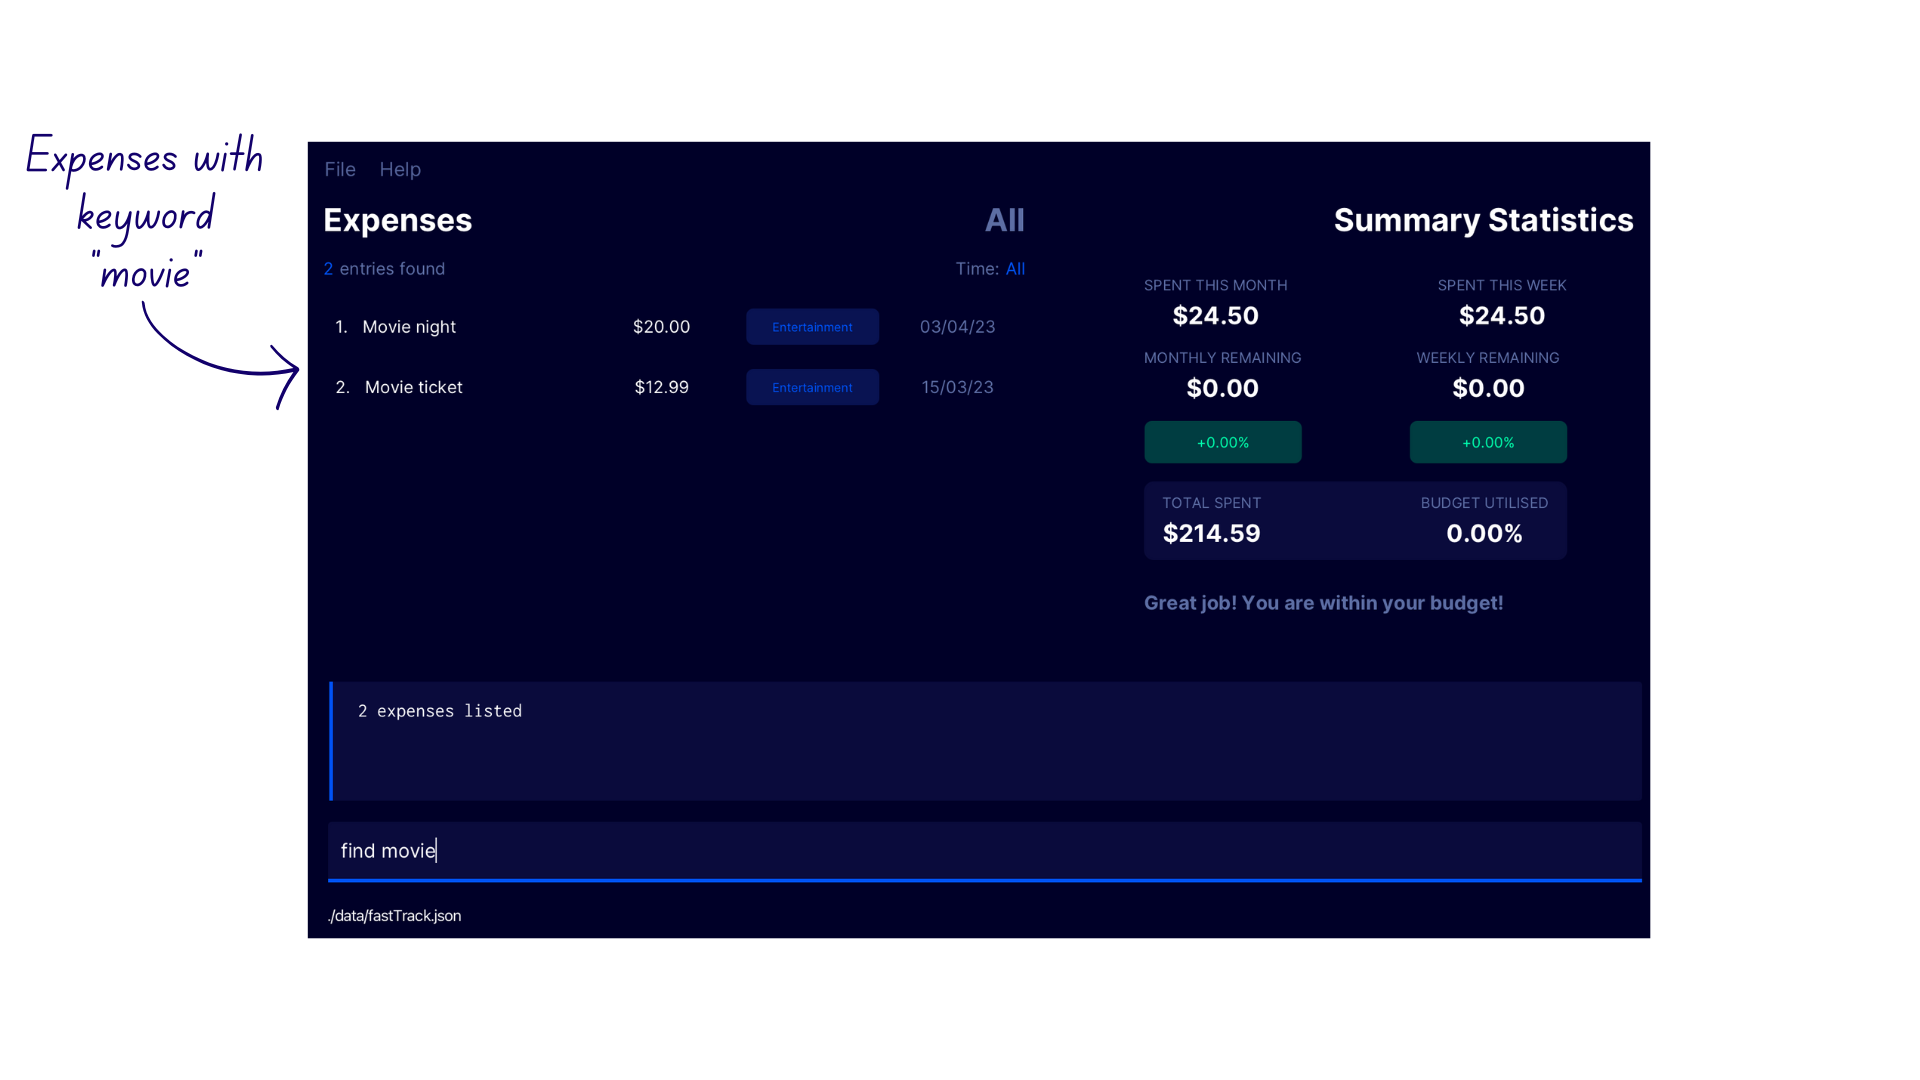 Expenses with
keyword
"movie"
File Help
Expenses All
2 entries found Time: All
1. Movie night $20.00 Entertainment 03/04/23
2. Movie ticket $12.99 Entertainment 15/03/23
Summary Statistics
SPENT THIS MONTH SPENT THIS WEEK
$24.50 $24.50
MONTHLY REMAINING WEEKLY REMAINING
$0.00 $0.00
+0.00% +0.00%
TOTAL SPENT BUDGET UTILISED
$214.59 0.00%
Great job! You are within your budget!
2 expenses listed
find movie
./data/fastTrack.json